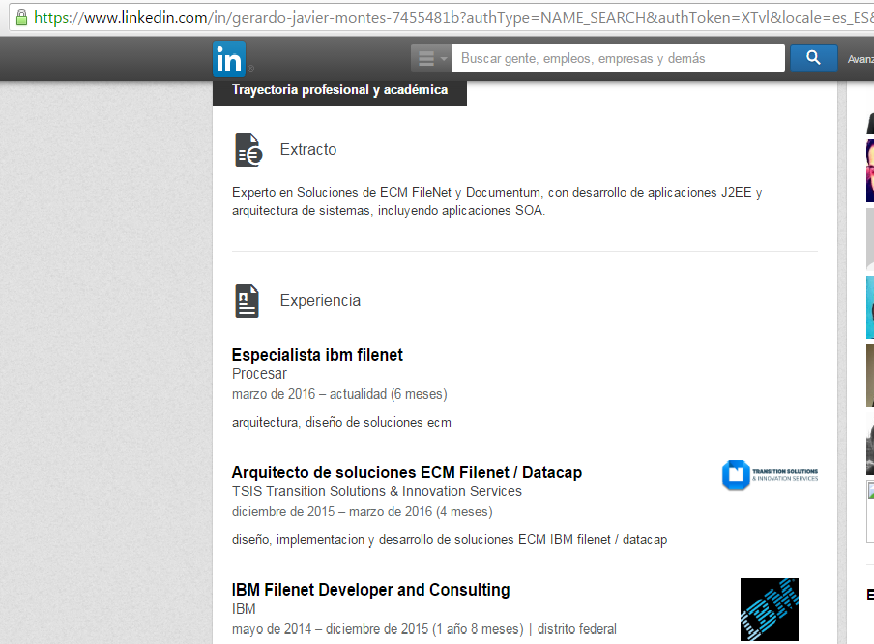 https://www.linkedin.com/in/gerardo-javier-montes-7455481b?authType=NAME_SEARCH&authToken=XTvl&locale=es_ES&
in
Buscar gente, empleos, empresas y demás
Avanz
Trayectoria profesional y académica
Extracto
Experto en Soluciones de ECM FileNet y Documentum, con desarrollo de aplicaciones J2EE y
arquitectura de sistemas, incluyendo aplicaciones SOA.
Experiencia
Especialista ibm filenet
Procesar
marzo de 2016 – actualidad (6 meses)
arquitectura, diseño de soluciones ecm
Arquitecto de soluciones ECM Filenet / Datacap
TSIS Transition Solutions & Innovation Services
diciembre de 2015 – marzo de 2016 (4 meses)
TRANSITION SOLUTIONS
& INNOVATION SERVICES
diseño, implementacion y desarrollo de soluciones ECM IBM filenet / datacap
IBM Filenet Developer and Consulting
IBM
mayo de 2014 – diciembre de 2015 (1 año 8 meses) | distrito federal
IBM
E